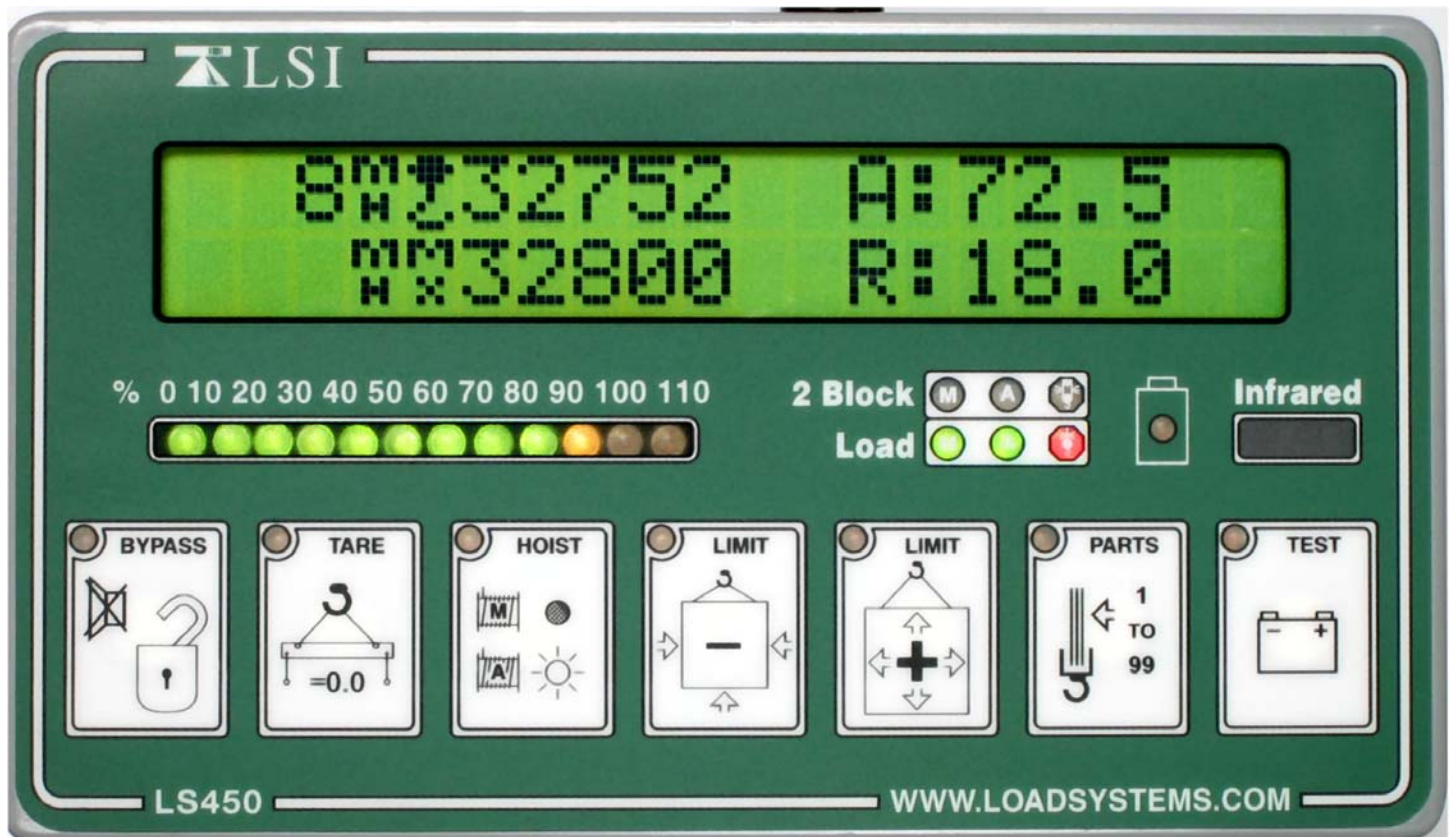 LSI
8 M H 32752 A:72.5
M H M X 32800 R:18.0
% 0 10 20 30 40 50 60 70 80 90 100 110
2 Block M A
Load
Infrared
BYPASS
TARE
=0.0
HOIST
M
A
LIMIT
−
LIMIT
+
PARTS
1
TO
99
TEST
− +
LS450
WWW.LOADSYSTEMS.COM